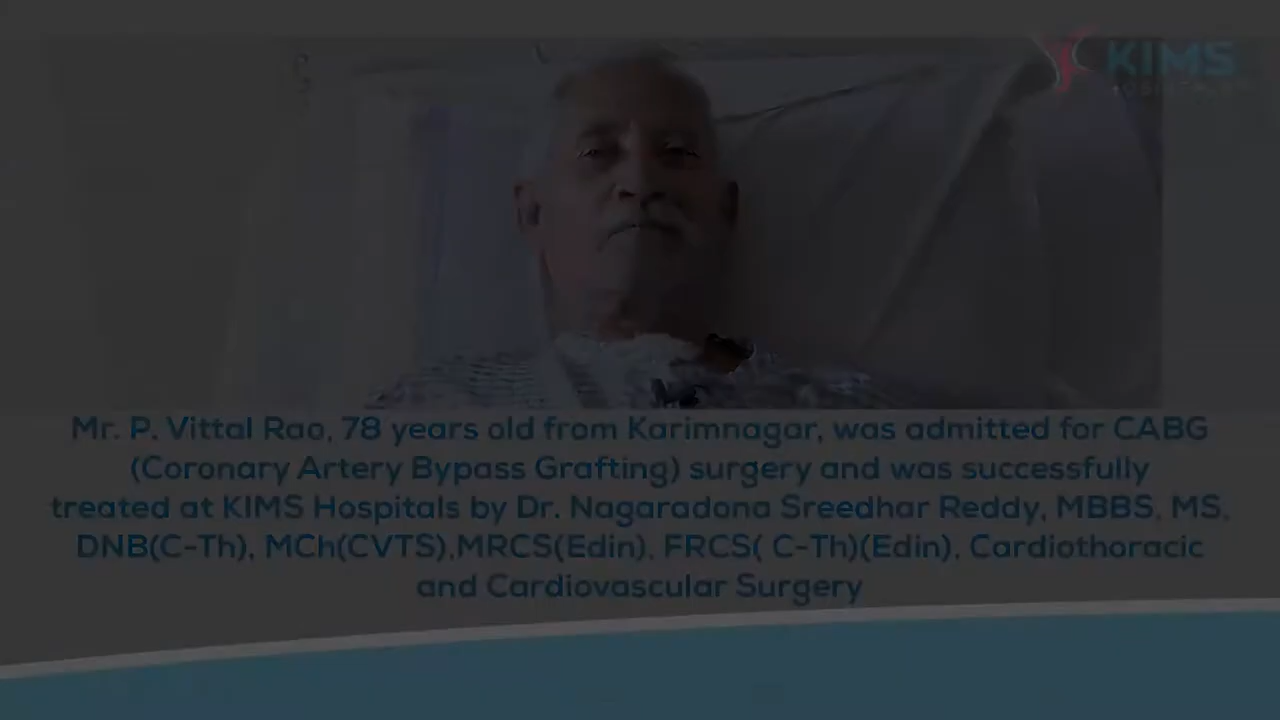 KIMS
HOSPITALS
Mr. P. Vittal Rao, 78 years old from Karimnagar, was admitted for CABG
(Coronary Artery Bypass Grafting) surgery and was successfully
treated at KIMS Hospitals by Dr. Nagaradona Sreedhar Reddy, MBBS, MS,
DNB(C-Th), MCh(CVTS),MRCS(Edin), FRCS( C-Th)(Edin), Cardiothoracic
and Cardiovascular Surgery